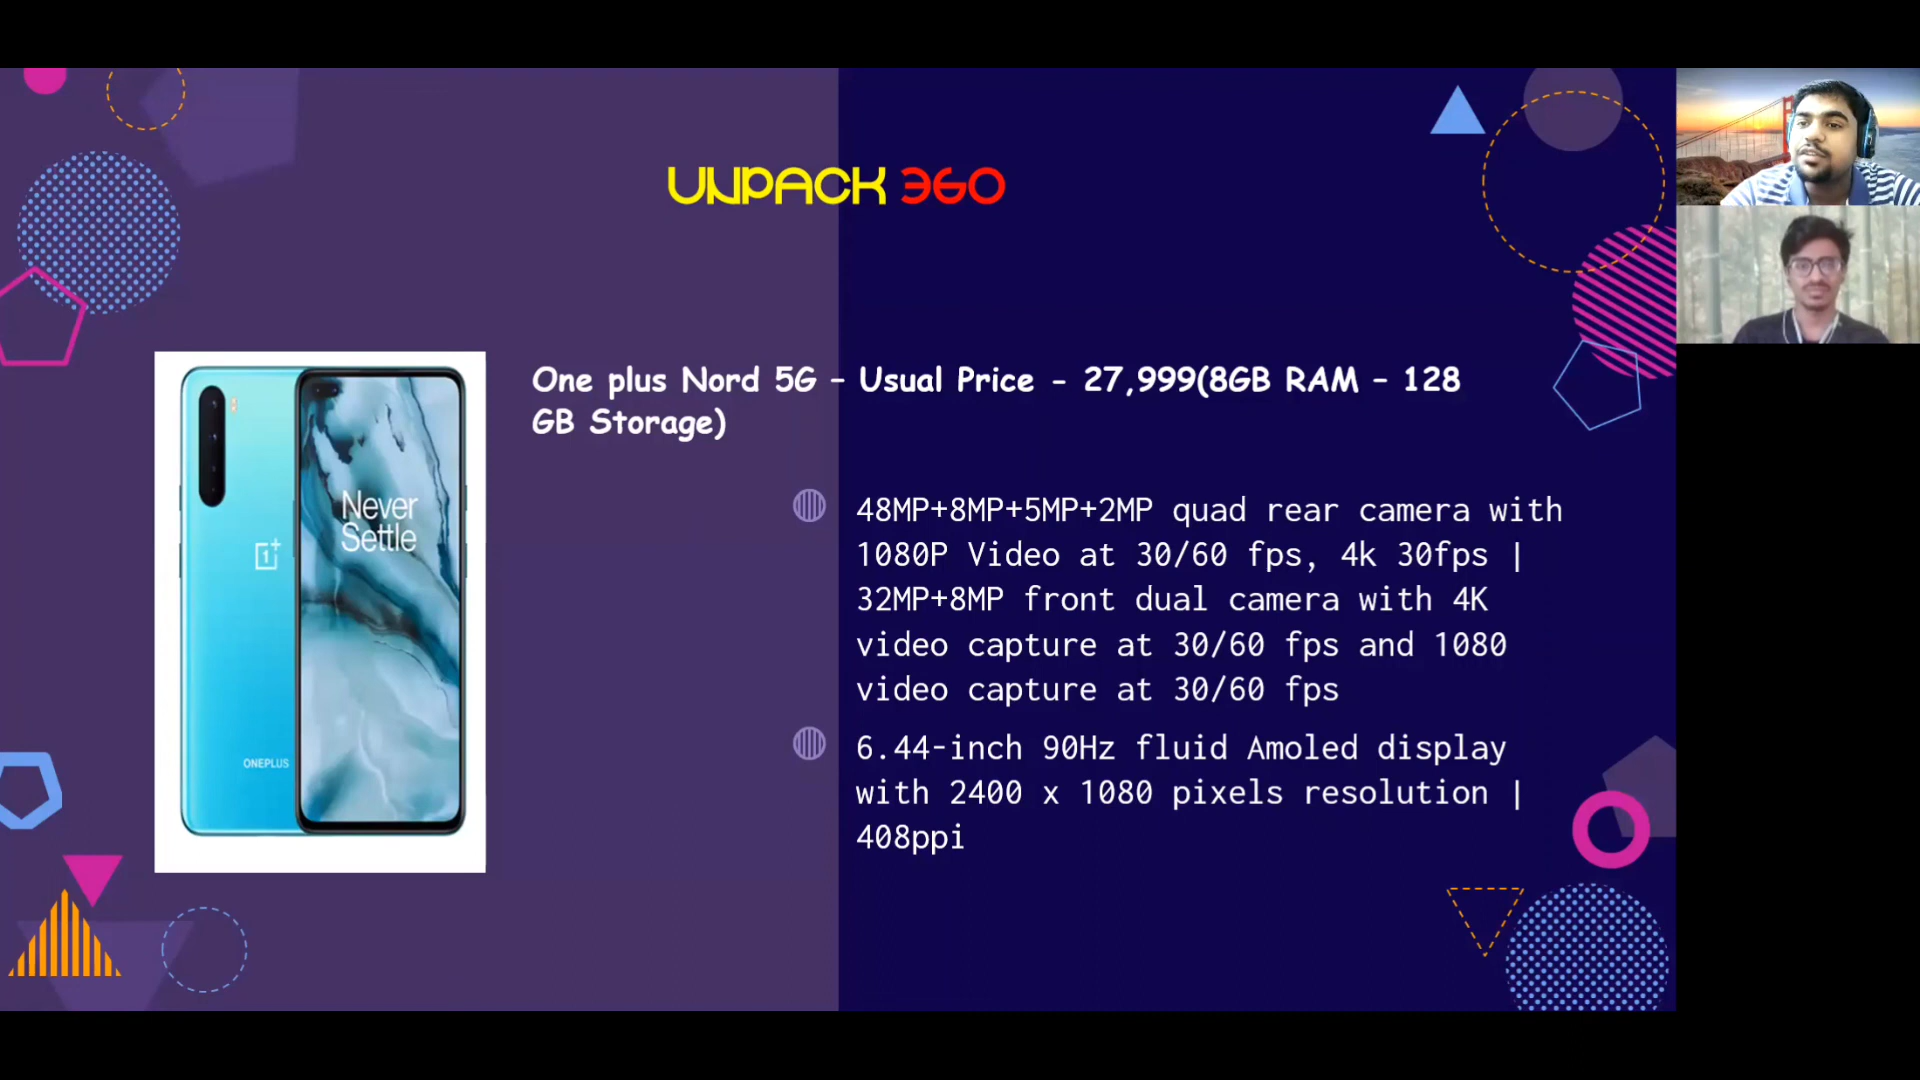 UNPACK 360
One plus Nord 5G – Usual Price - 27,999(8GB RAM – 128
GB Storage)
Never
Settle
1+
ONEPLUS
48MP+8MP+5MP+2MP quad rear camera with
1080P Video at 30/60 fps, 4k 30fps |
32MP+8MP front dual camera with 4K
video capture at 30/60 fps and 1080
video capture at 30/60 fps
6.44-inch 90Hz fluid Amoled display
with 2400 x 1080 pixels resolution |
408ppi